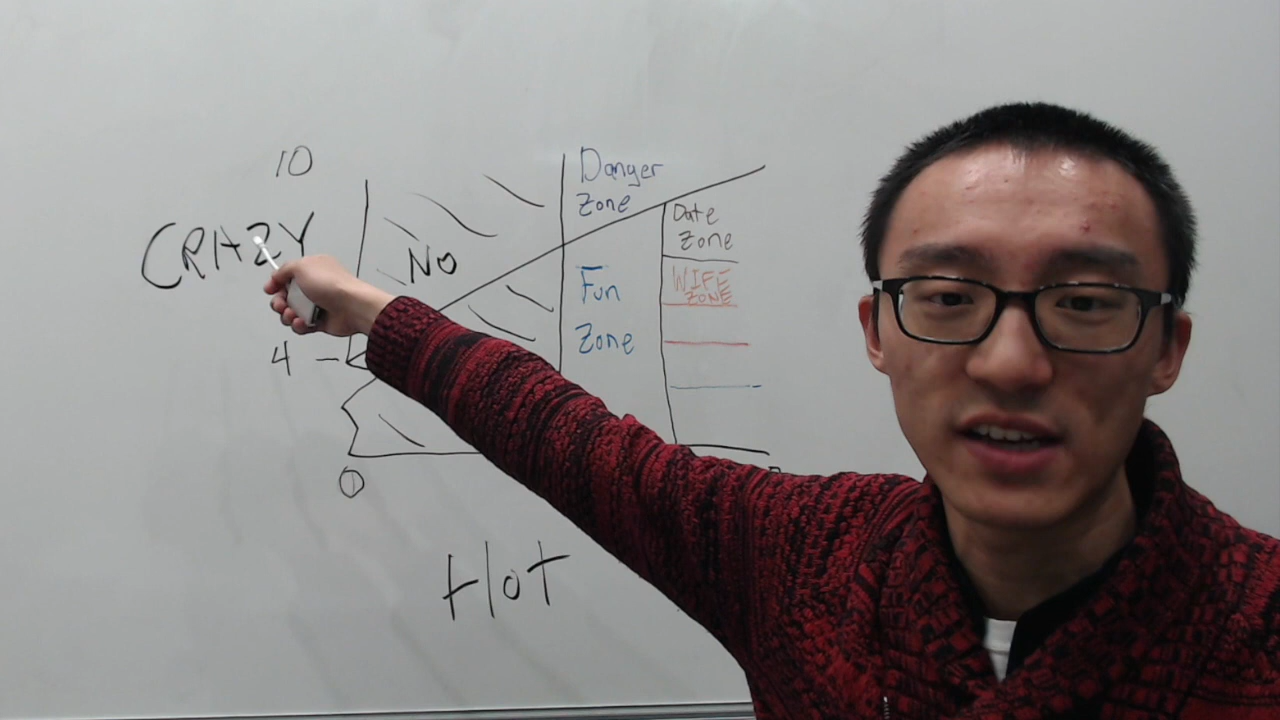 10
CRAZY
4
0
NO
Danger
Zone
Fun
Zone
Date
Zone
WIFE
ZONE
Hot